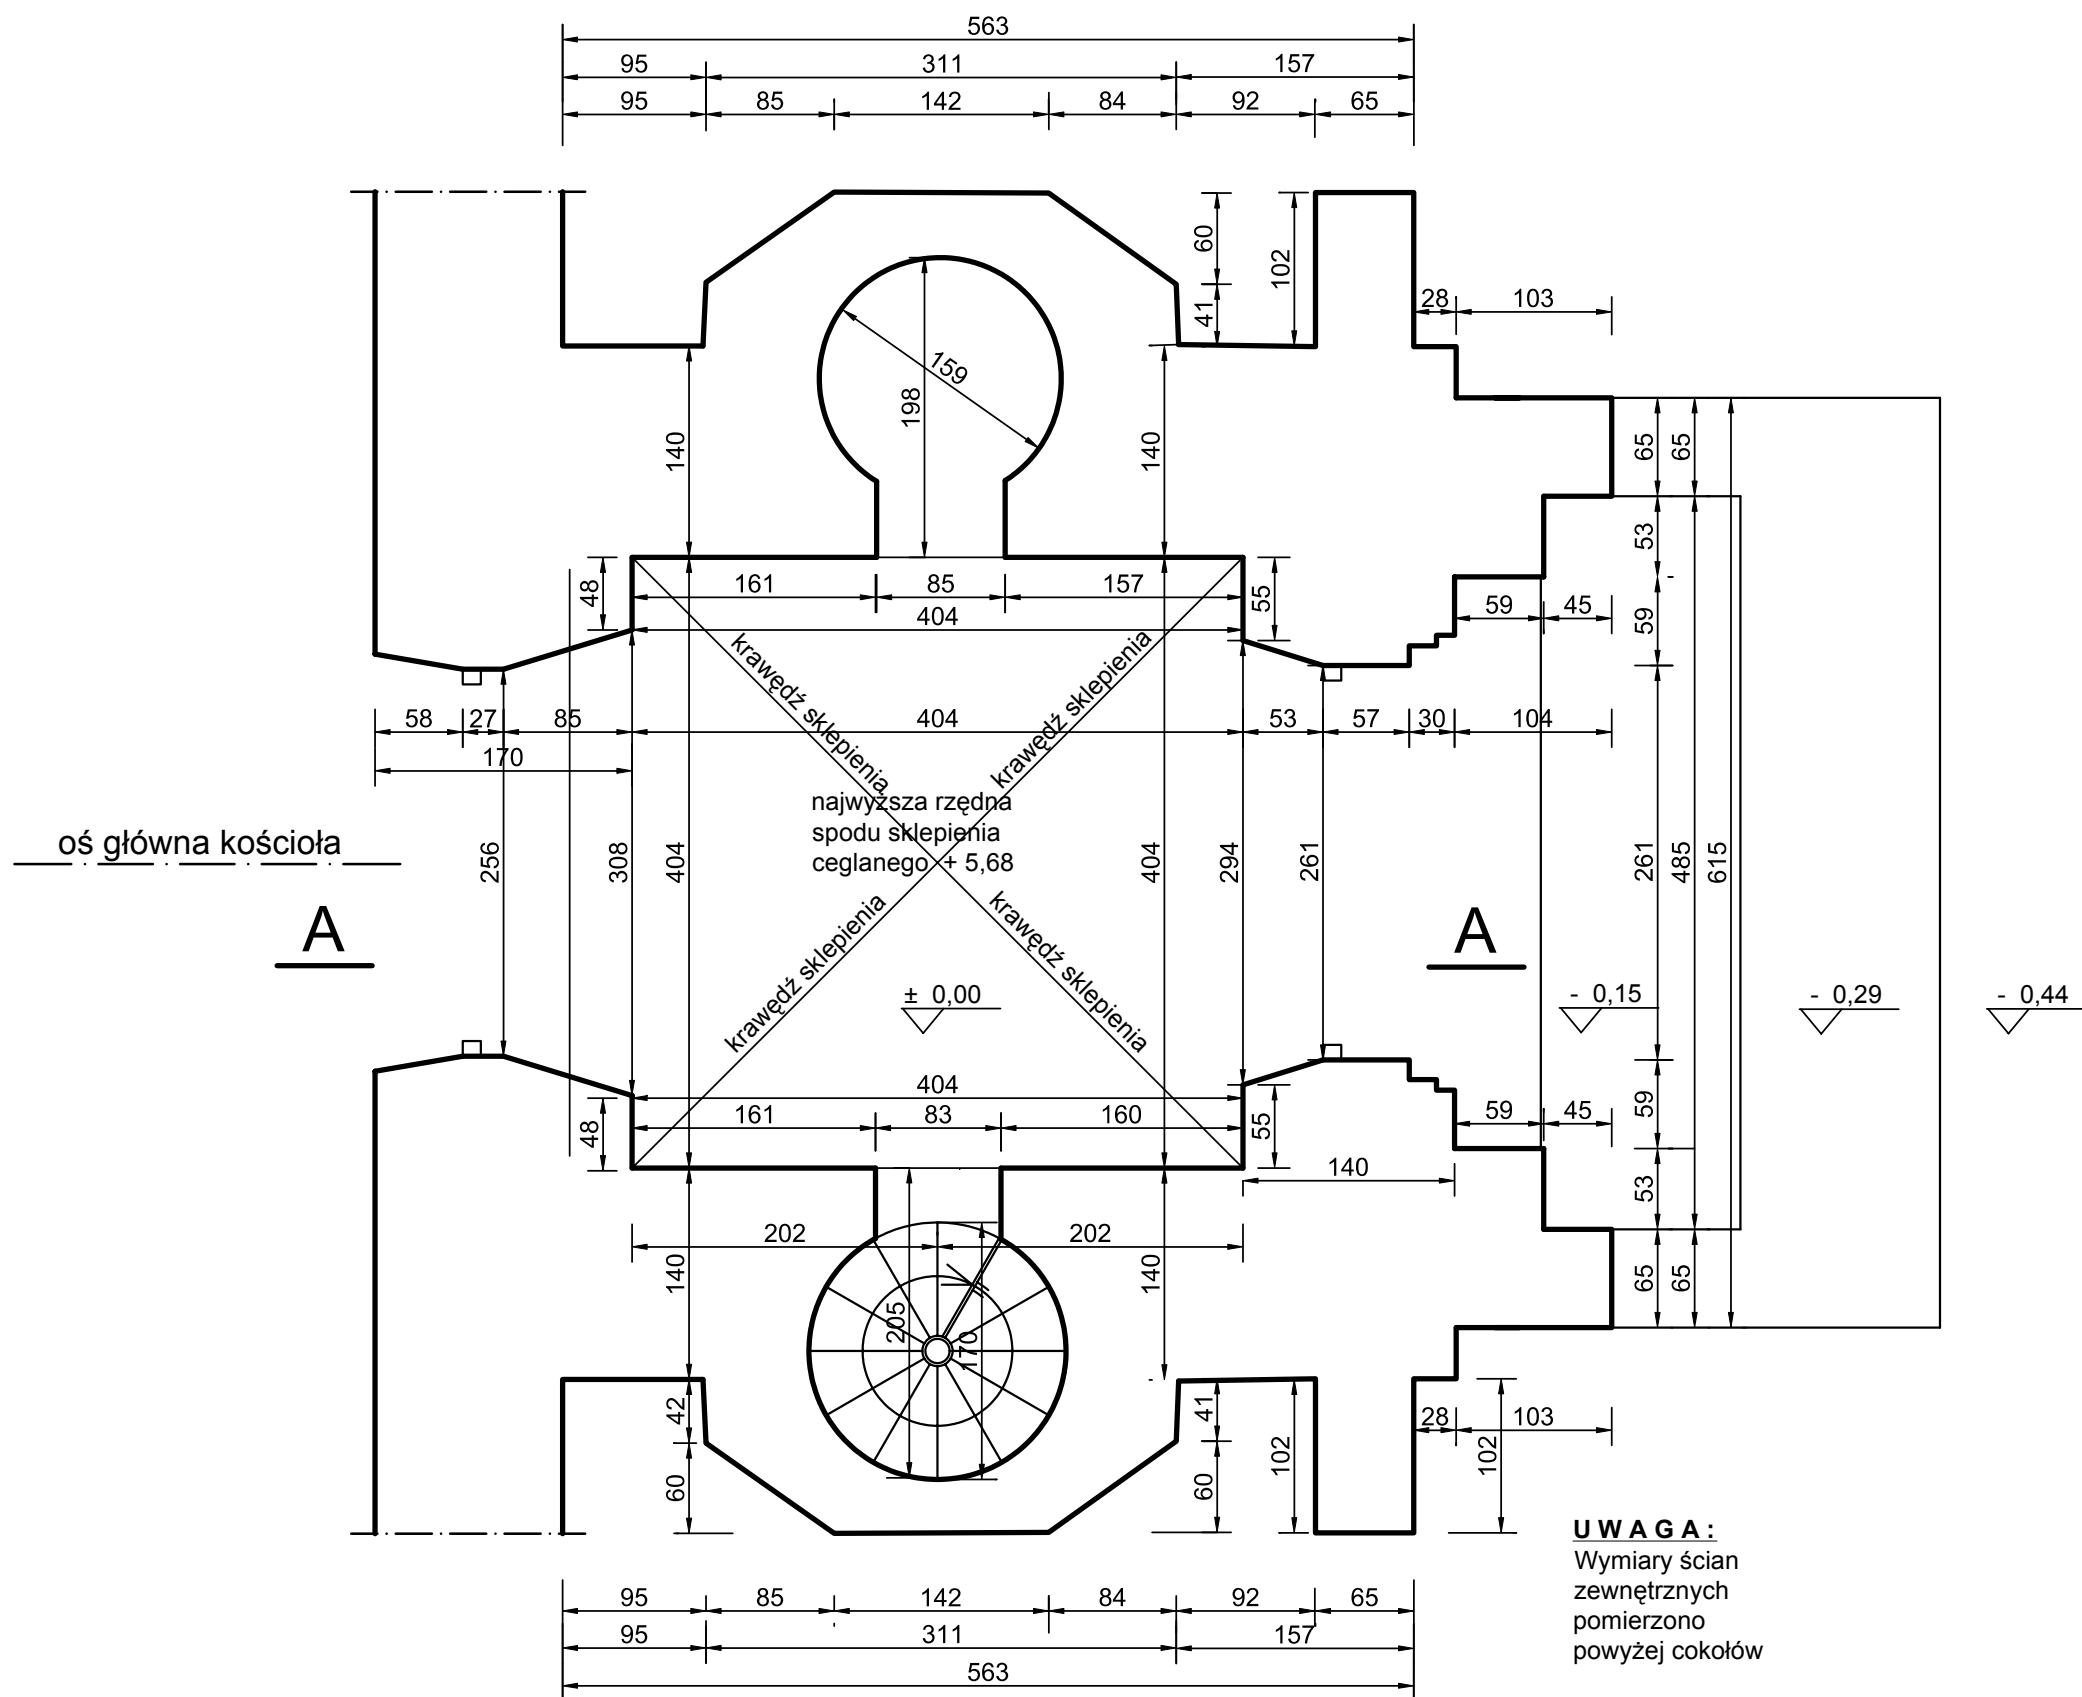 563
95 311 157
95 85 142 84 92 65
60
102
41
28 103
159
198
140 140
65 65
53
48 161 85 157 55
404
59 45
59
krawędź sklepienia krawędź sklepienia
58 27 85 404 53 57 30 104
170
najwyższa rzędna
spodu sklepienia
ceglanego + 5,68
oś główna kościoła
256 308 404 404 294 261 261 485 615
A A
krawędź sklepienia krawędź sklepienia
± 0,00 - 0,15 - 0,29 - 0,44
404
48 161 83 160 55
59 45
59
140
53
202 202
140 140
65 65
205 170
42 41
28 103
60 60 102 102
U W A G A :
Wymiary ścian
zewnętrznych
pomierzono
powyżej cokołów
95 85 142 84 92 65
95 311 157
563